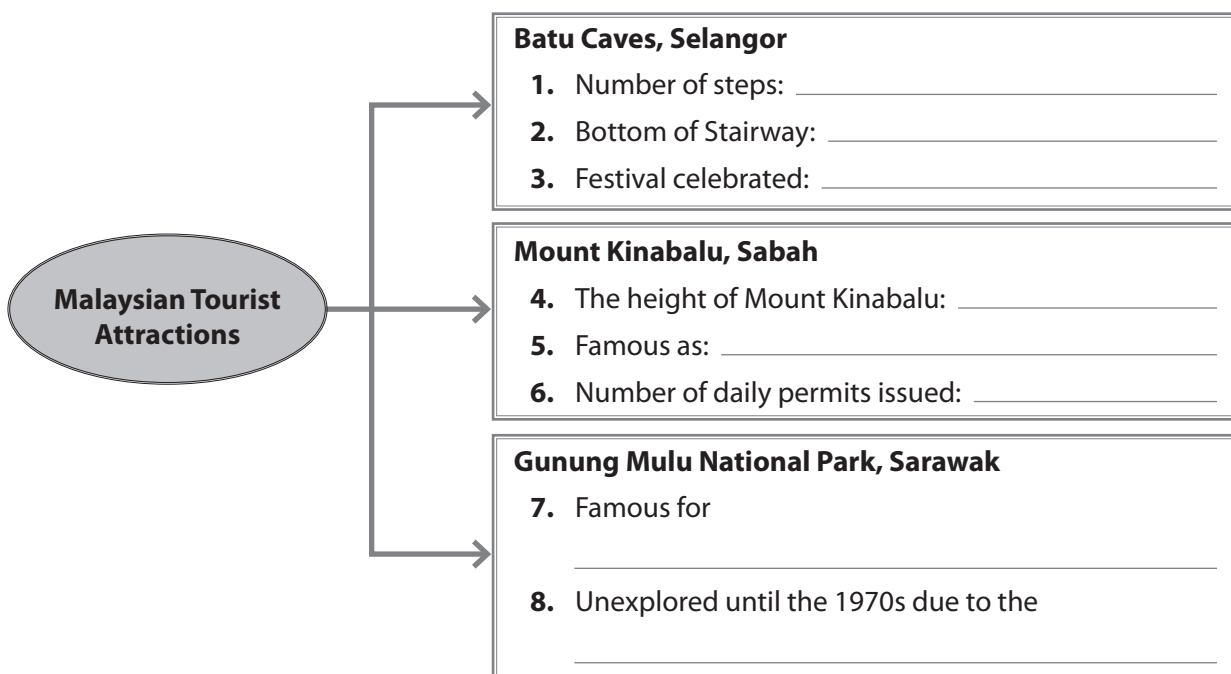 Malaysian Tourist
Attractions
Batu Caves, Selangor
1. Number of steps:
2. Bottom of Stairway:
3. Festival celebrated:
Mount Kinabalu, Sabah
4. The height of Mount Kinabalu:
5. Famous as:
6. Number of daily permits issued:
Gunung Mulu National Park, Sarawak
7. Famous for
8. Unexplored until the 1970s due to the